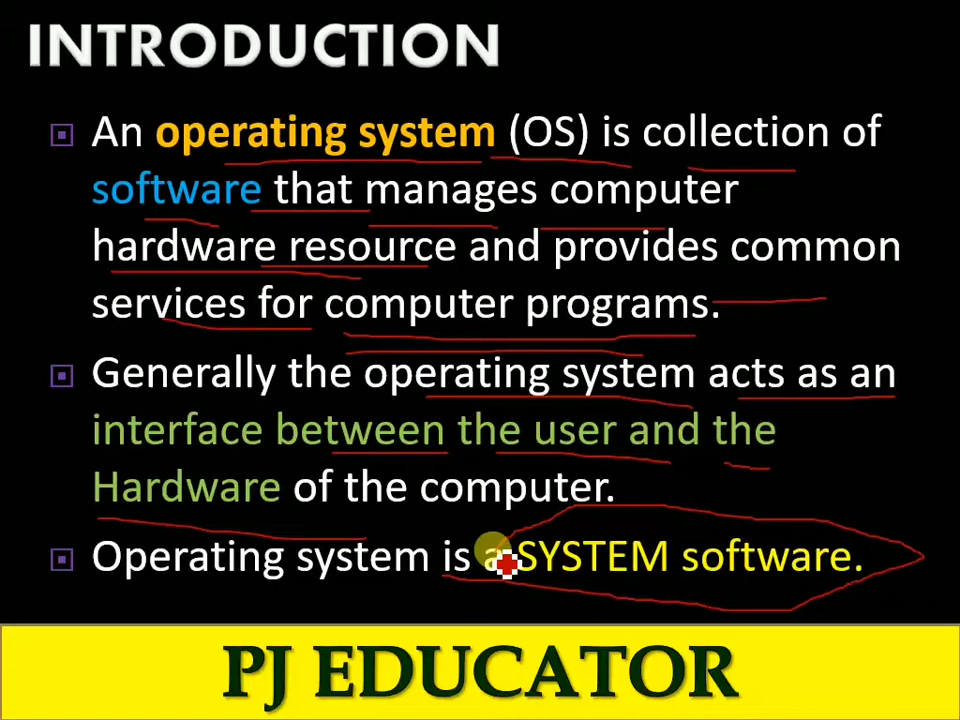 INTRODUCTION
An operating system (OS) is collection of
software that manages computer
hardware resource and provides common
services for computer programs.
Generally the operating system acts as an
interface between the user and the
Hardware of the computer.
Operating system is a SYSTEM software.
PJ EDUCATOR